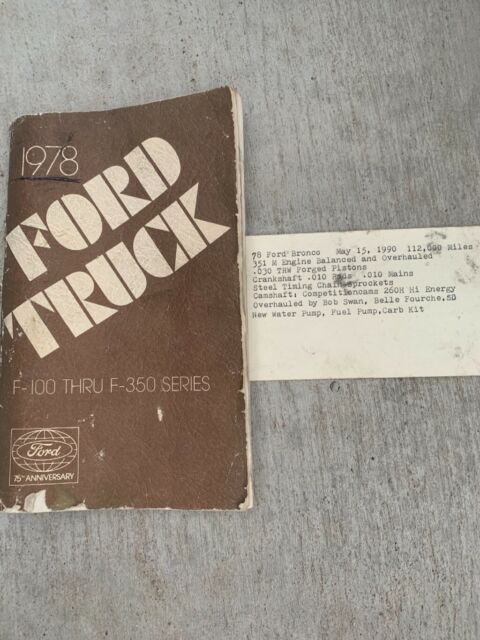 1978
FORD
TRUCK
F-100 THRU F-350 SERIES
Ford
75TH ANNIVERSARY
78 Ford Bronco May 15, 1990 112,000 Miles
351 M Engine Balanced and Overhauled
.030 TRW Forged Pistons
Crankshaft .010 Rods .010 Mains
Steel Timing Chain Sprockets
Camshaft: Competitioncams 260H Hi Energy
Overhauled by Bob Swan, Belle Fourche, SD
New Water Pump, Fuel Pump,Carb Kit